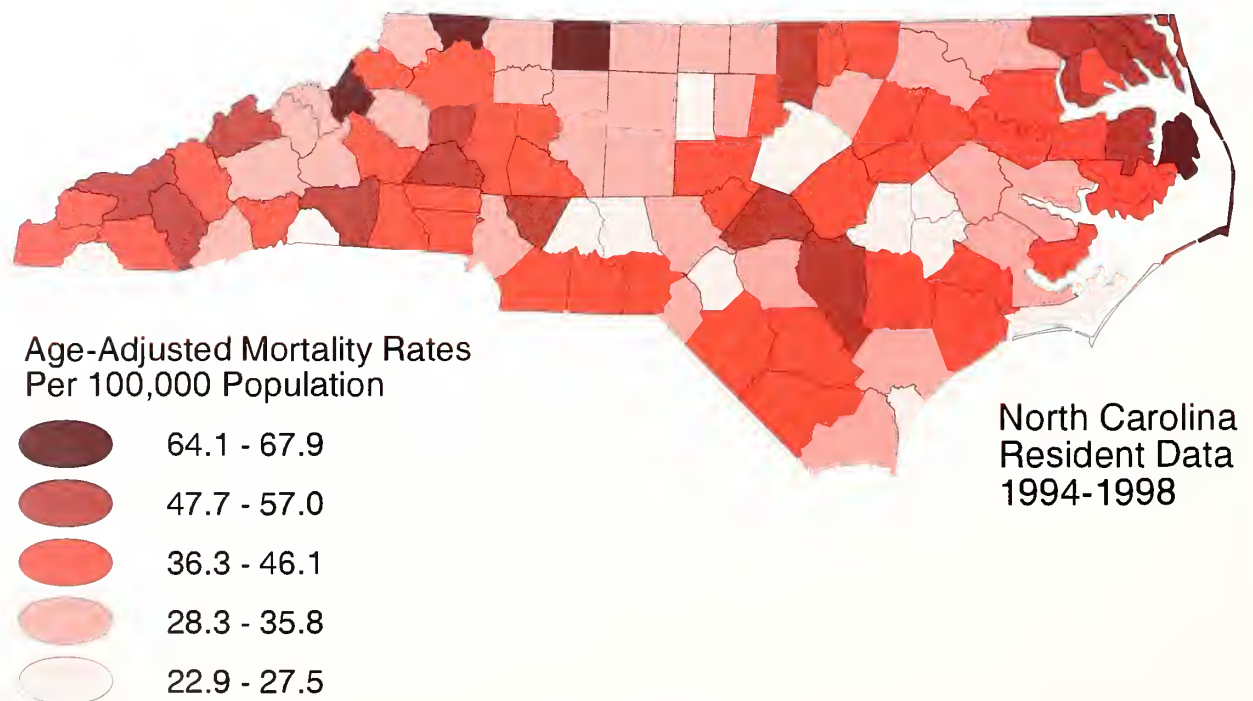 Age-Adjusted Mortality Rates
Per 100,000 Population
64.1 - 67.9
47.7 - 57.0
36.3 - 46.1
28.3 - 35.8
22.9 - 27.5
North Carolina
Resident Data
1994-1998